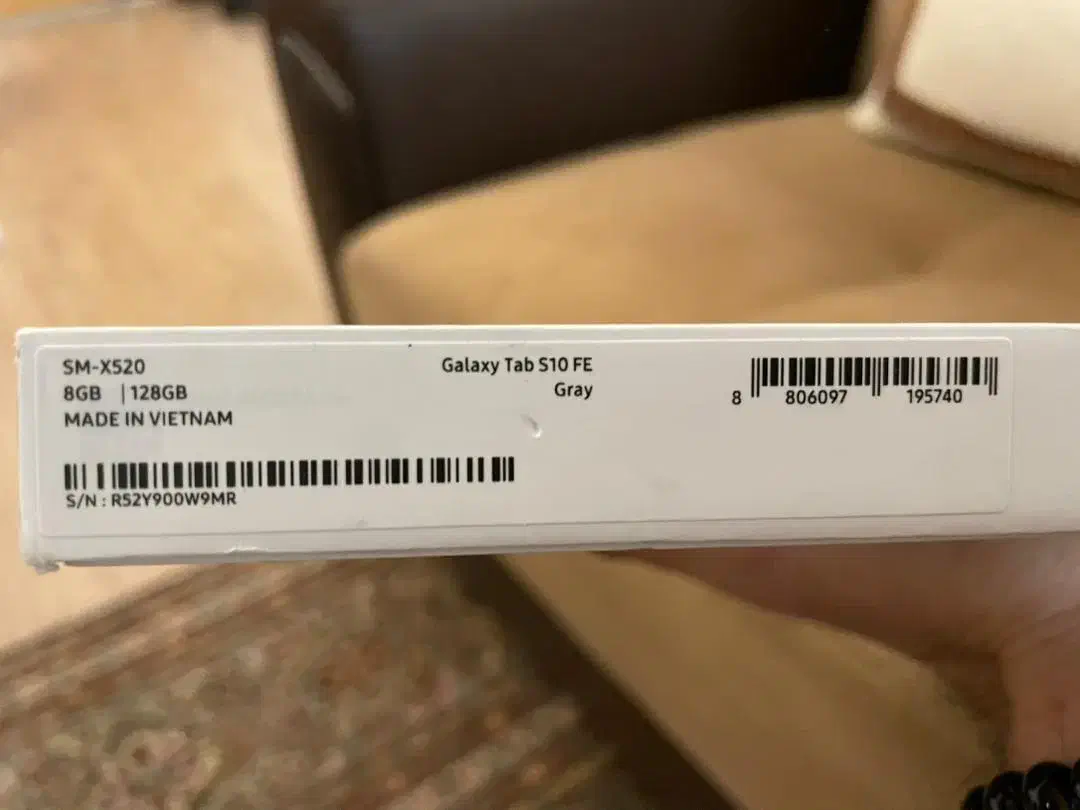 SM-X520
8GB | 128GB
MADE IN VIETNAM
S/N : R52Y900W9MR
Galaxy Tab S10 FE
Gray
8 806097 195740